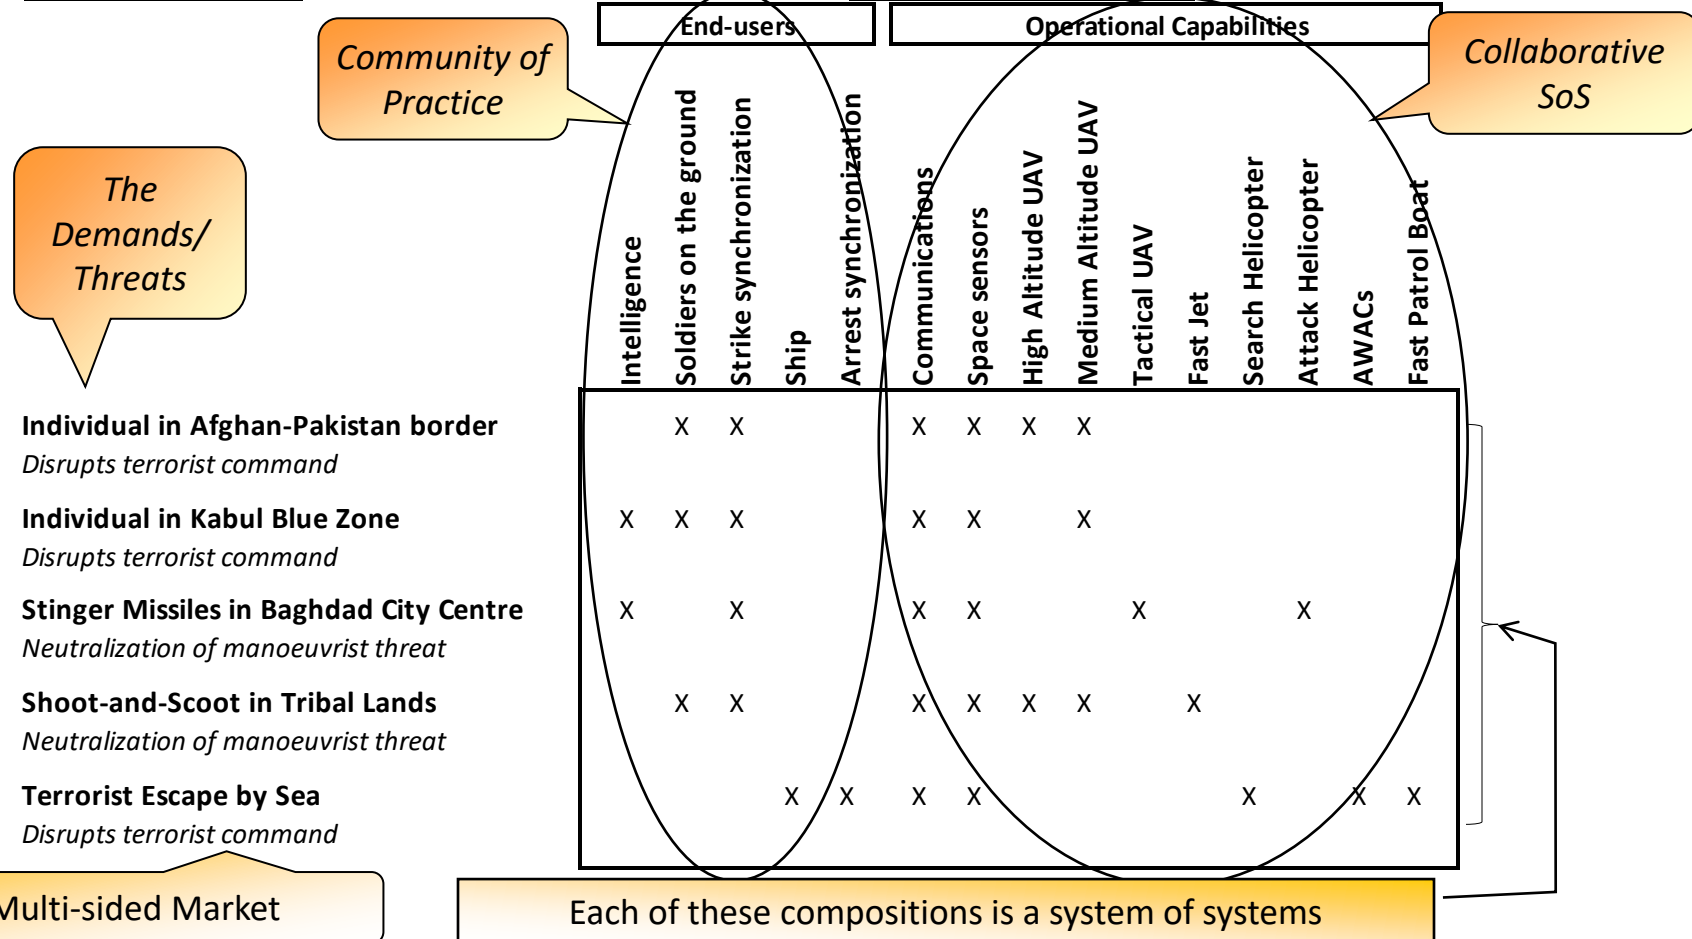 End-users
Operational Capabilities
Community of
Practice
Collaborative
SoS
The
Demands/
Threats
Intelligence
Soldiers on the ground
Strike synchronization
Ship
Arrest synchronization
Communications
Space sensors
High Altitude UAV
Medium Altitude UAV
Tactical UAV
Fast Jet
Search Helicopter
Attack Helicopter
AWACs
Fast Patrol Boat
Individual in Afghan-Pakistan border X X X X X X
Disrupts terrorist command
Individual in Kabul Blue Zone X X X X X X
Disrupts terrorist command
Stinger Missiles in Baghdad City Centre X X X X X X
Neutralization of manoeuvrist threat
Shoot-and-Scoot in Tribal Lands X X X X X X X
Neutralization of manoeuvrist threat
Terrorist Escape by Sea X X X X X X X
Disrupts terrorist command
Multi-sided Market
Each of these compositions is a system of systems